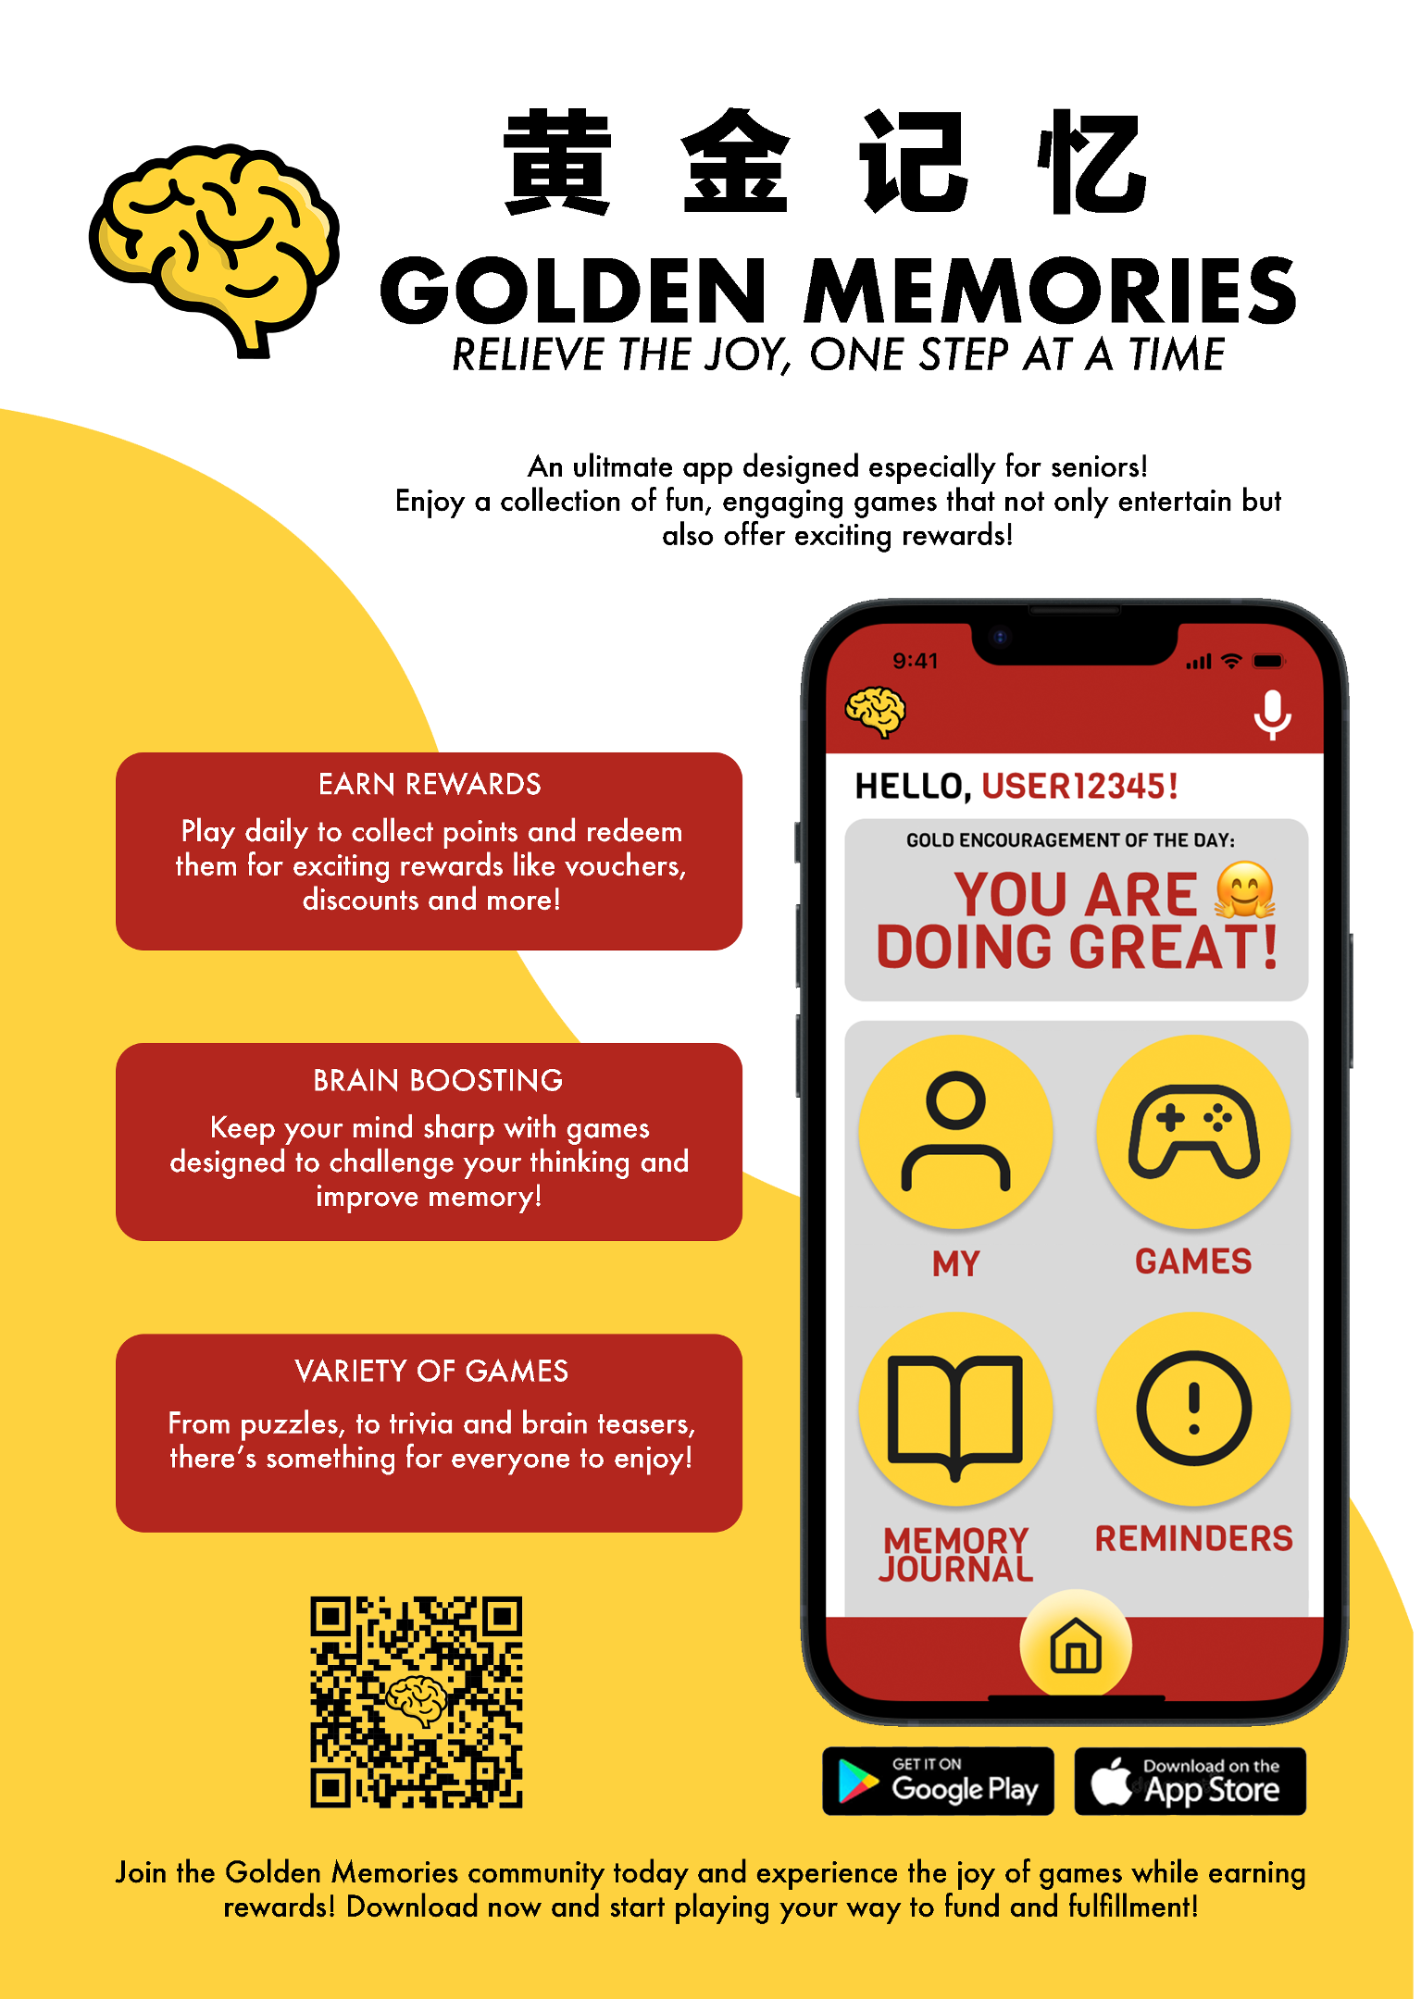 黄金记忆
GOLDEN MEMORIES
RELIEVE THE JOY, ONE STEP AT A TIME
An ulitmate app designed especially for seniors!
Enjoy a collection of fun, engaging games that not only entertain but
also offer exciting rewards!
EARN REWARDS
Play daily to collect points and redeem
them for exciting rewards like vouchers,
discounts and more!
BRAIN BOOSTING
Keep your mind sharp with games
designed to challenge your thinking and
improve memory!
VARIETY OF GAMES
From puzzles, to trivia and brain teasers,
there's something for everyone to enjoy!
9:41
HELLO, USER12345!
GOLD ENCOURAGEMENT OF THE DAY:
YOU ARE 🤗
DOING GREAT!
MY
GAMES
MEMORY
JOURNAL
REMINDERS
GET IT ON
Google Play
Download on the
App Store
Join the Golden Memories community today and experience the joy of games while earning
rewards! Download now and start playing your way to fund and fulfillment!